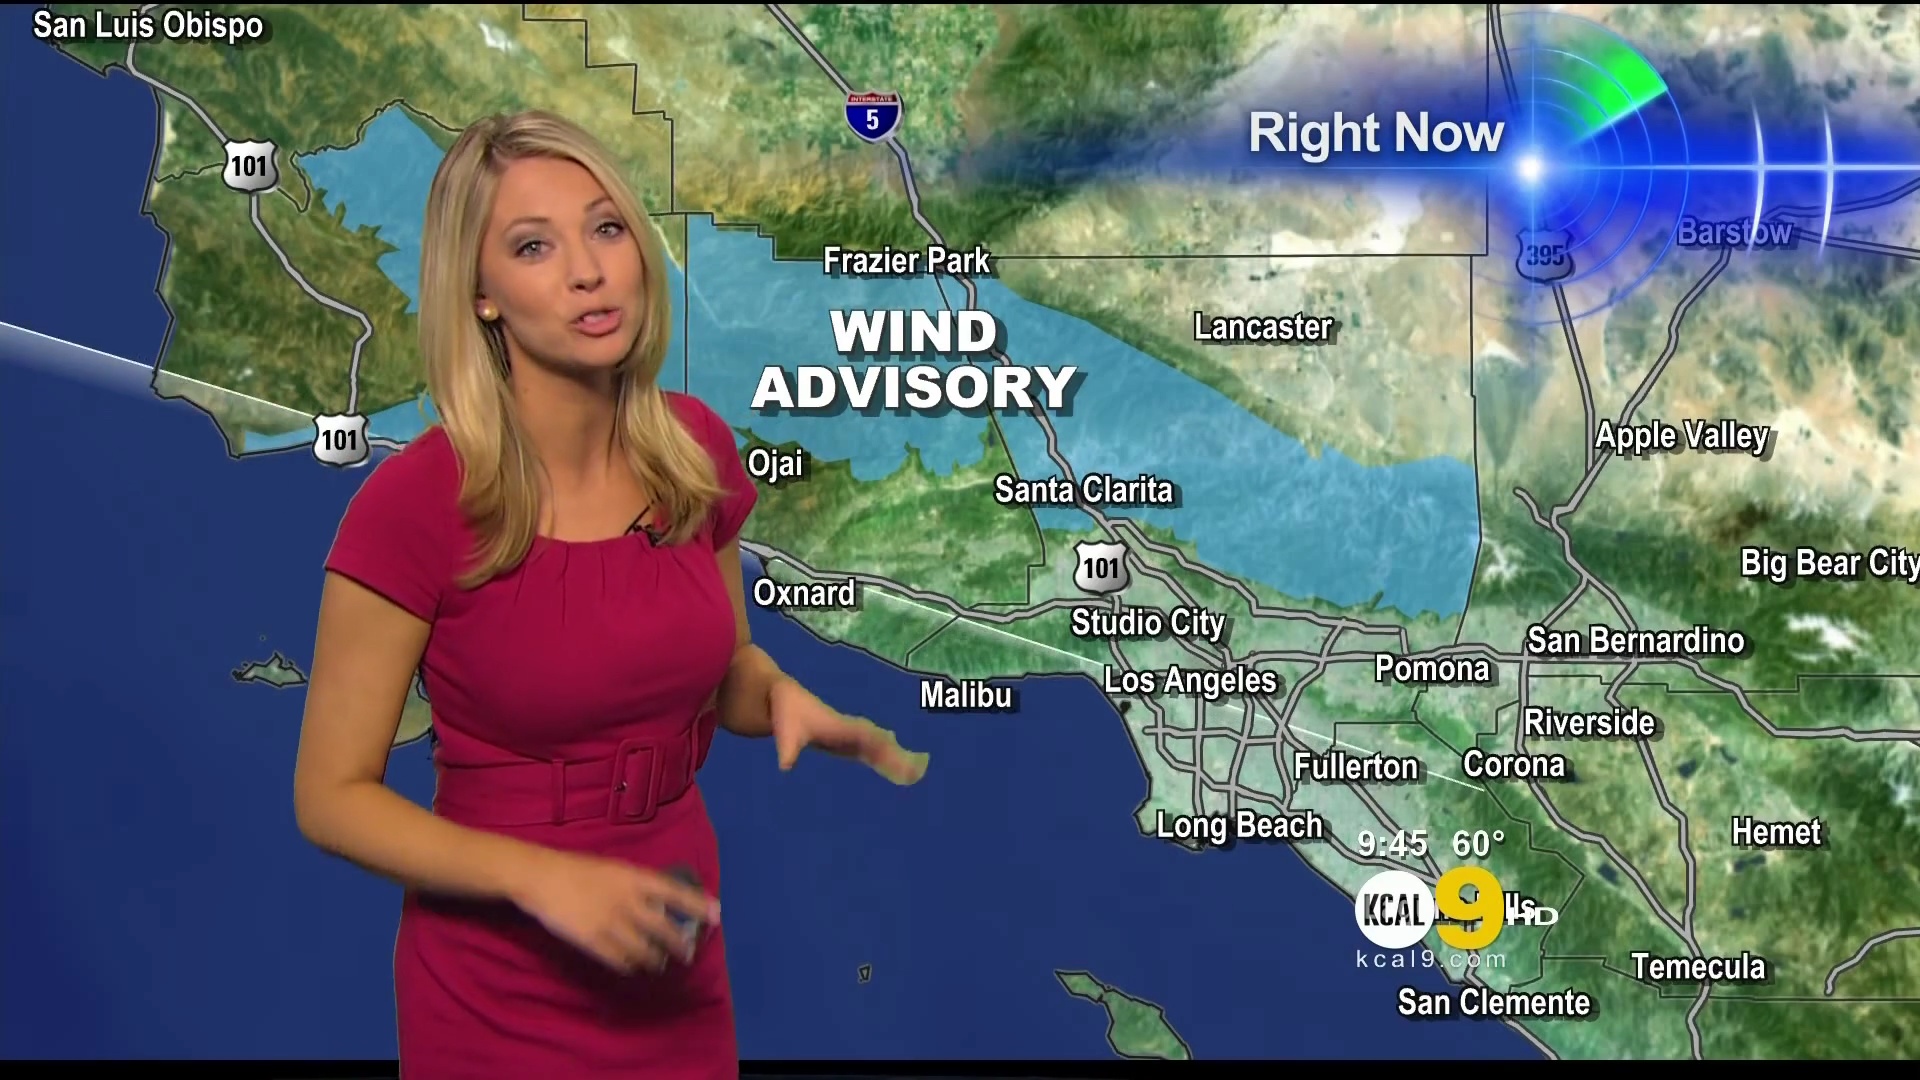 San Luis Obispo
101
INTERSTATE
5
Right Now
395
Barstow
Frazier Park
WIND
ADVISORY
Lancaster
101
Apple Valley
Ojai
Santa Clarita
101
Big Bear City
Oxnard
Studio City
San Bernardino
Los Angeles
Pomona
Malibu
Riverside
Fullerton
Corona
Long Beach
Hemet
9:45 60°
KCAL 9 HD
kcal9.com
Temecula
San Clemente